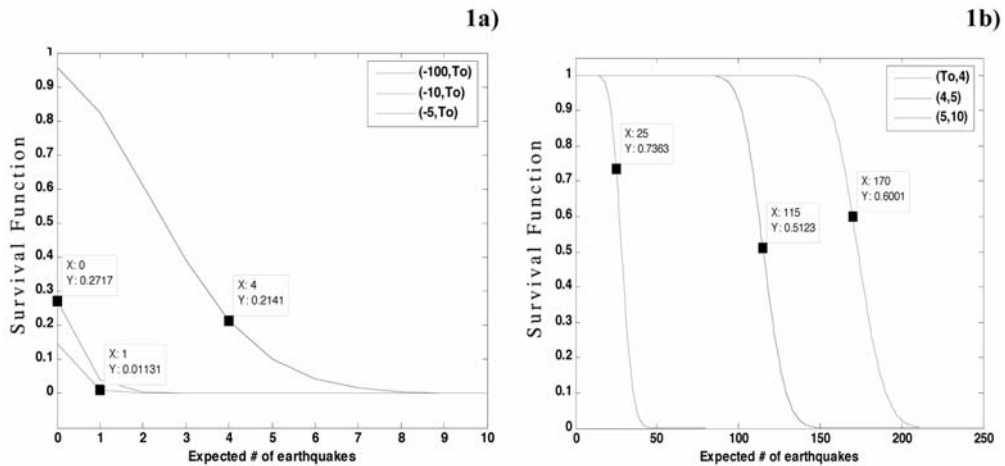 1a)
1
0.9
0.8
0.7
0.6
0.5
0.4
0.3
0.2
0.1
0
Survival Function
(-100,To)
(-10,To)
(-5,To)
X: 0
Y: 0.2717
X: 4
Y: 0.2141
X: 1
Y: 0.01131
0 1 2 3 4 5 6 7 8 9 10
Expected # of earthquakes
1b)
1
0.9
0.8
0.7
0.6
0.5
0.4
0.3
0.2
0.1
0
Survival Function
(To,4)
(4,5)
(5,10)
X: 25
Y: 0.7363
X: 170
Y: 0.6001
X: 115
Y: 0.5123
0 50 100 150 200 250
Expected # of earthquakes